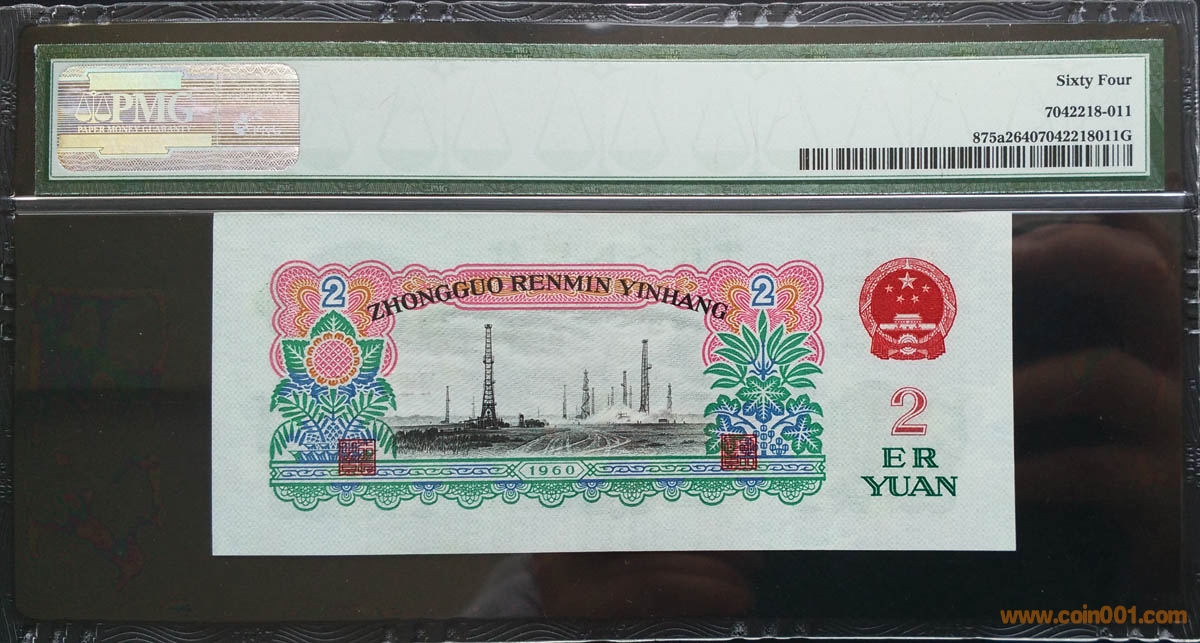 PMG
PAPER MONEY GUARANTY
Sixty Four
7042218-011
875a26407042218011G
2 ZHONGGUO RENMIN YINHANG 2
1960
2
ER
YUAN
www.coin001.com